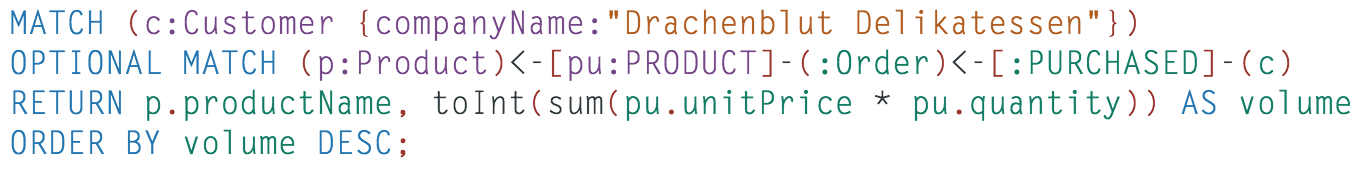 MATCH (c:Customer {companyName:"Drachenblut Delikatessen"})
OPTIONAL MATCH (p:Product)<-[pu:PRODUCT]-(:Order)<-[:PURCHASED]-(c)
RETURN p.productName, toInt(sum(pu.unitPrice * pu.quantity)) AS volume
ORDER BY volume DESC;